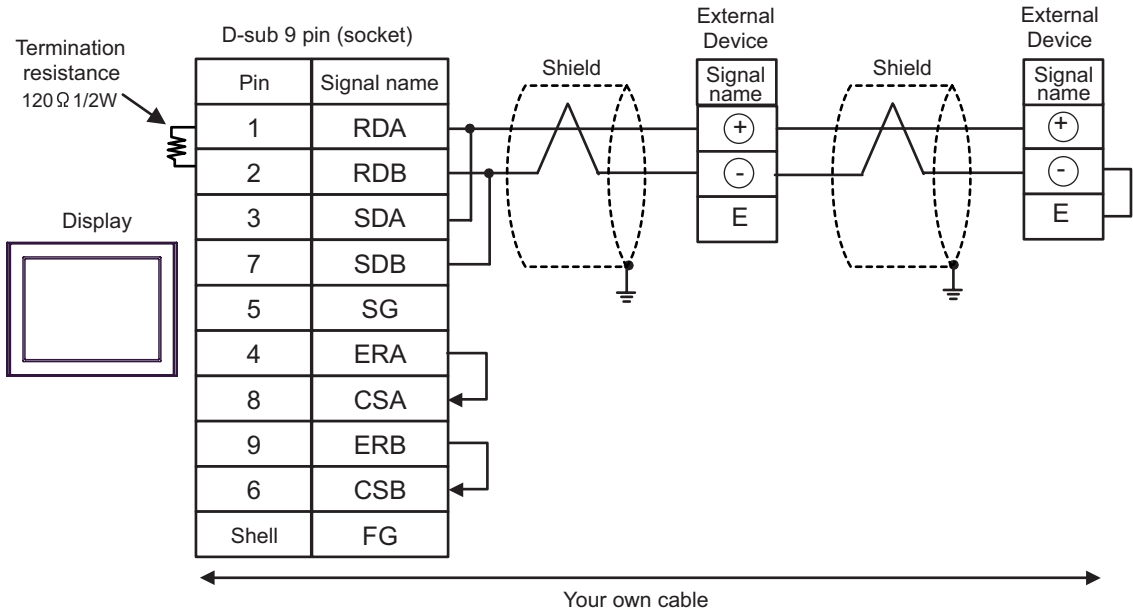 Termination
resistance
120Ω 1/2W
D-sub 9 pin (socket)
Pin Signal name
1 RDA
2 RDB
3 SDA
7 SDB
5 SG
4 ERA
8 CSA
9 ERB
6 CSB
Shell FG
Display
Shield
External
Device
Signal
name
+
-
E
Shield
External
Device
Signal
name
+
-
E
Your own cable